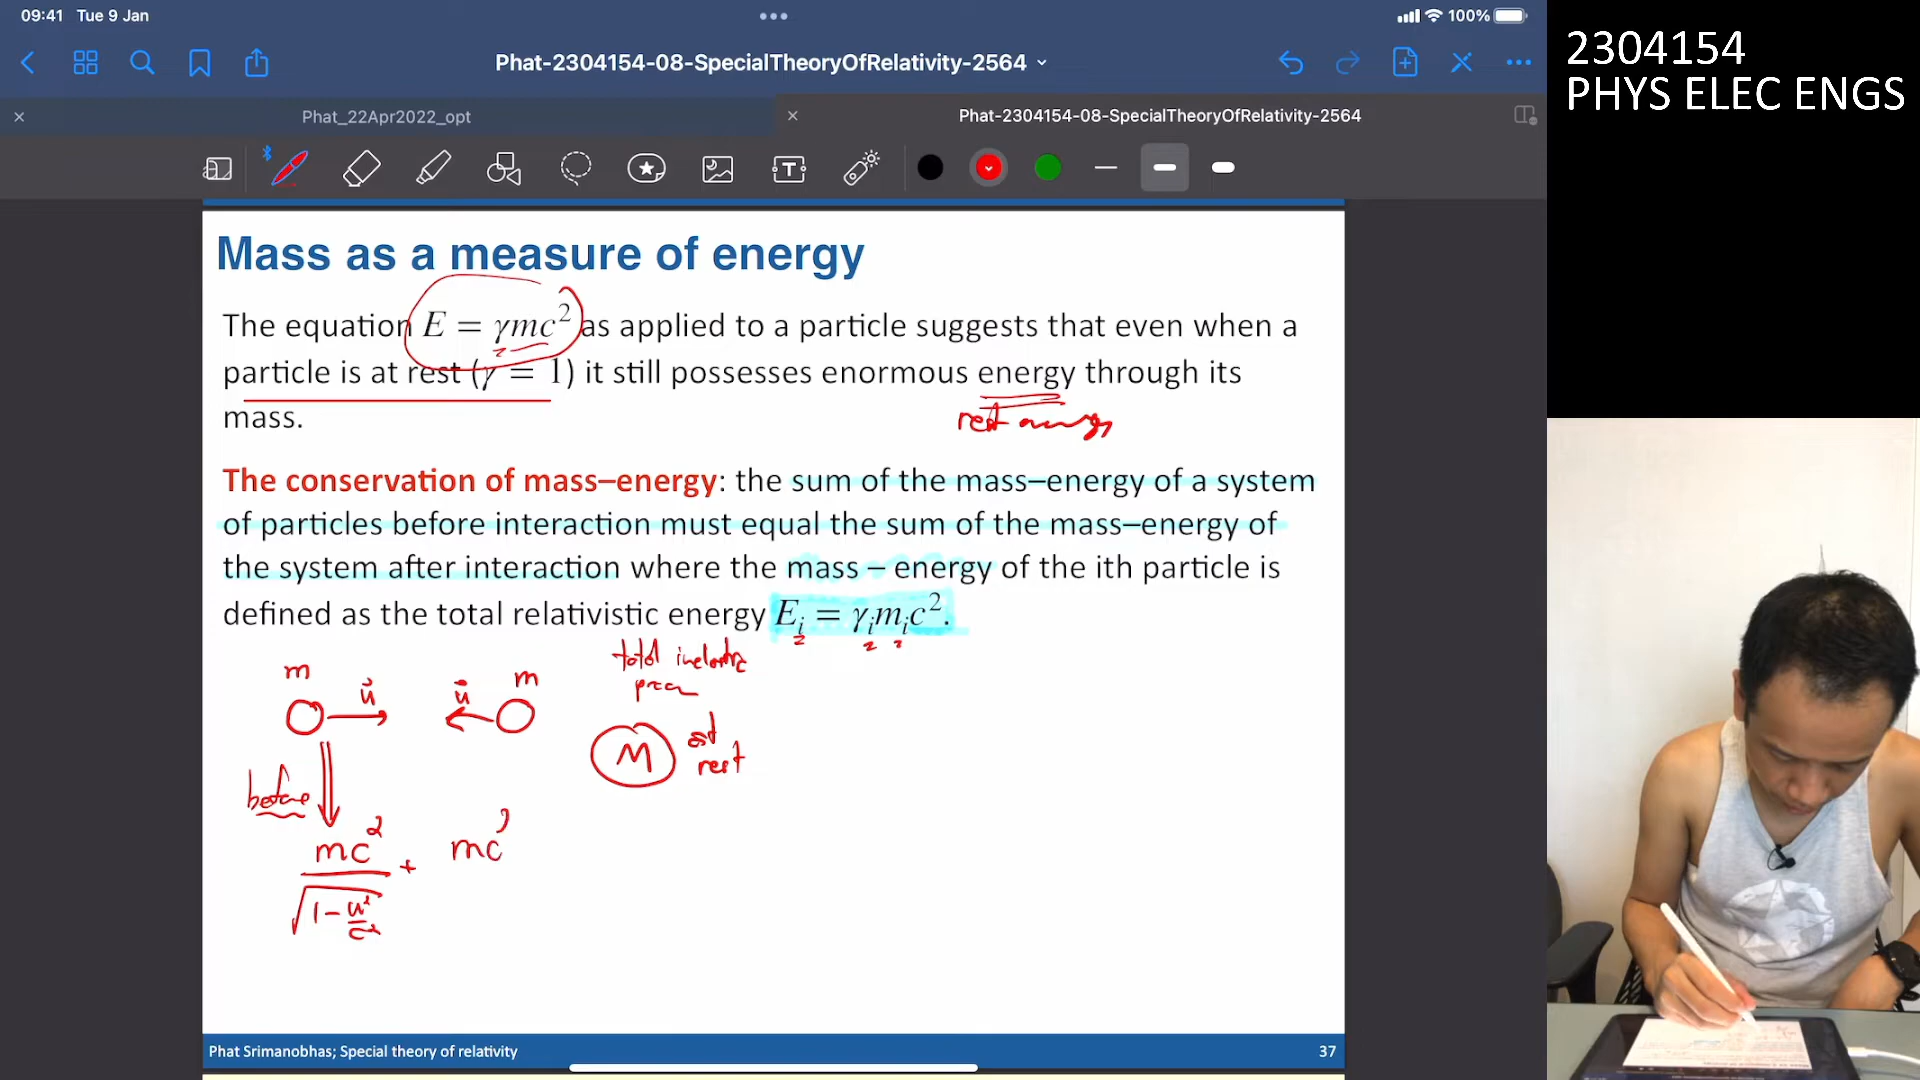 09:41 Tue 9 Jan
100%
Phat-2304154-08-SpecialTheoryOfRelativity-2564
Phat_22Apr2022_opt
Phat-2304154-08-SpecialTheoryOfRelativity-2564
2304154
PHYS ELEC ENGS
Mass as a measure of energy
The equation E = γmc² as applied to a particle suggests that even when a
particle is at rest (γ = 1) it still possesses enormous energy through its
mass.
rest energy
The conservation of mass–energy: the sum of the mass–energy of a system
of particles before interaction must equal the sum of the mass–energy of
the system after interaction where the mass – energy of the ith particle is
defined as the total relativistic energy Eᵢ = γᵢmᵢc².
total inelastic
m u u m
M at rest
before
mc² / √(1 − u²/c²) + mc²
Phat Srimanobhas; Special theory of relativity
37